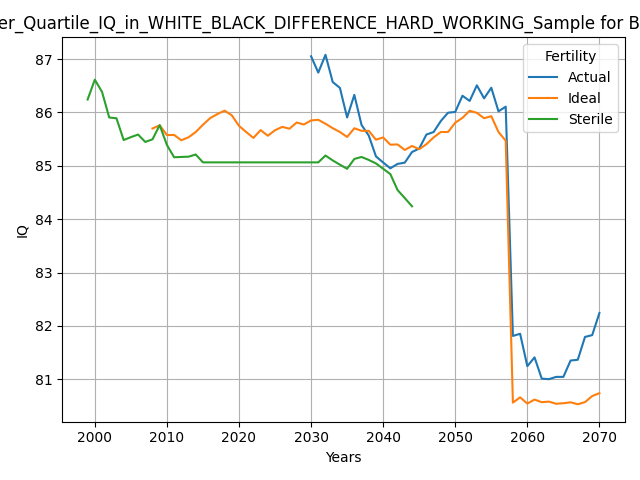 er_Quartile_IQ_in_WHITE_BLACK_DIFFERENCE_HARD_WORKING_Sample for B
Fertility
Actual
Ideal
Sterile
87
86
85
84
83
82
81
IQ
2000 2010 2020 2030 2040 2050 2060 2070
Years